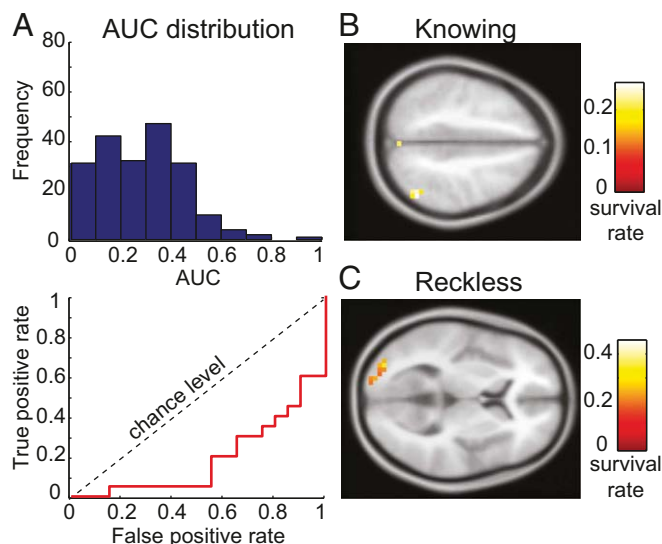 A
AUC distribution
Frequency
80
60
40
20
0
0 0.2 0.4 0.6 0.8 1
AUC
True positive rate
1
0.8
0.6
0.4
0.2
0
chance level
0 0.2 0.4 0.6 0.8 1
False positive rate
B
Knowing
0.2
0.1
0
survival
rate
C
Reckless
0.4
0.2
0
survival
rate